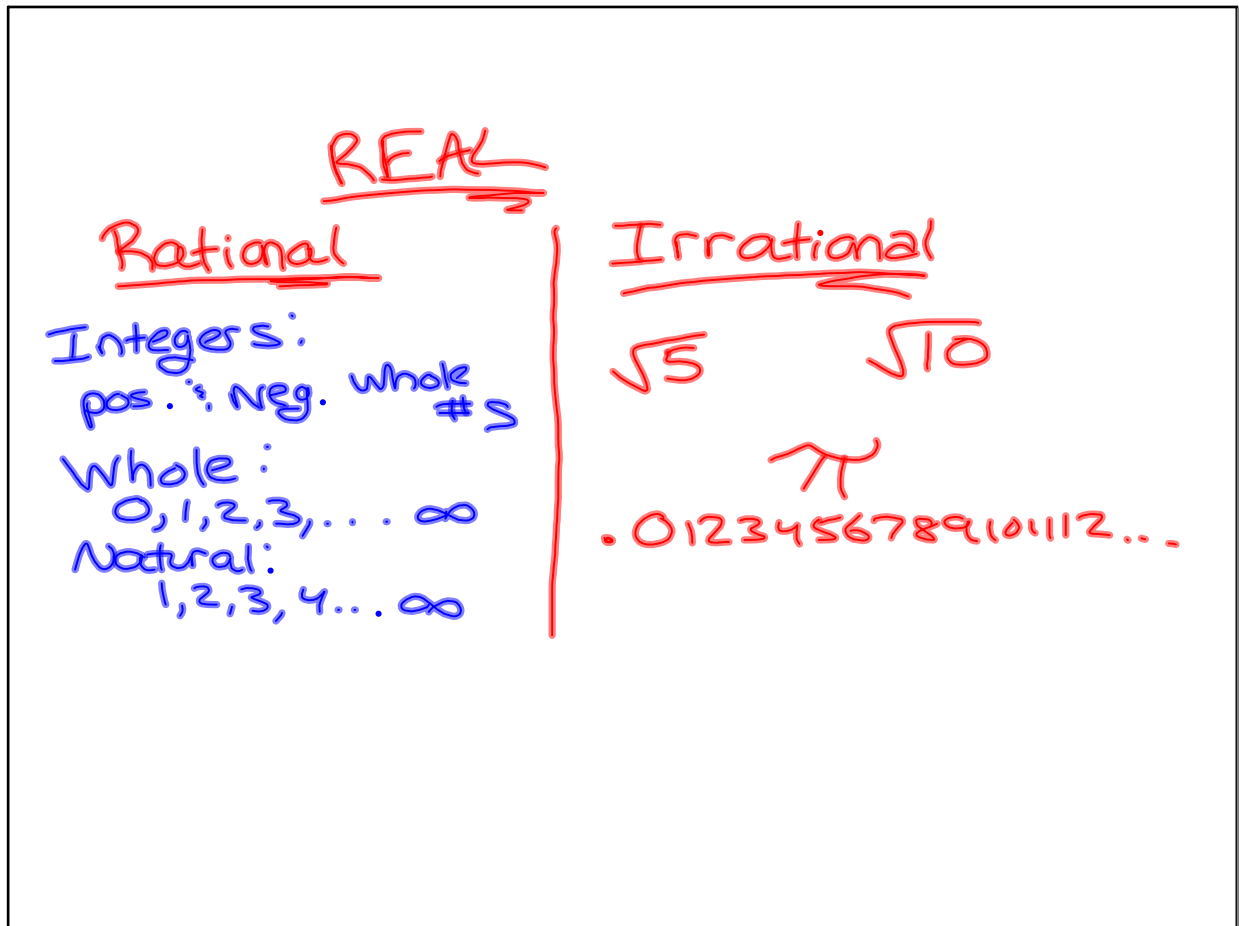 REAL
Rational
Integers:
pos. & Neg. whole
#s
Whole:
0, 1, 2, 3, .... ∞
Natural:
1, 2, 3, 4... ∞
Irrational
√5 √10
π
.0123456789101112...